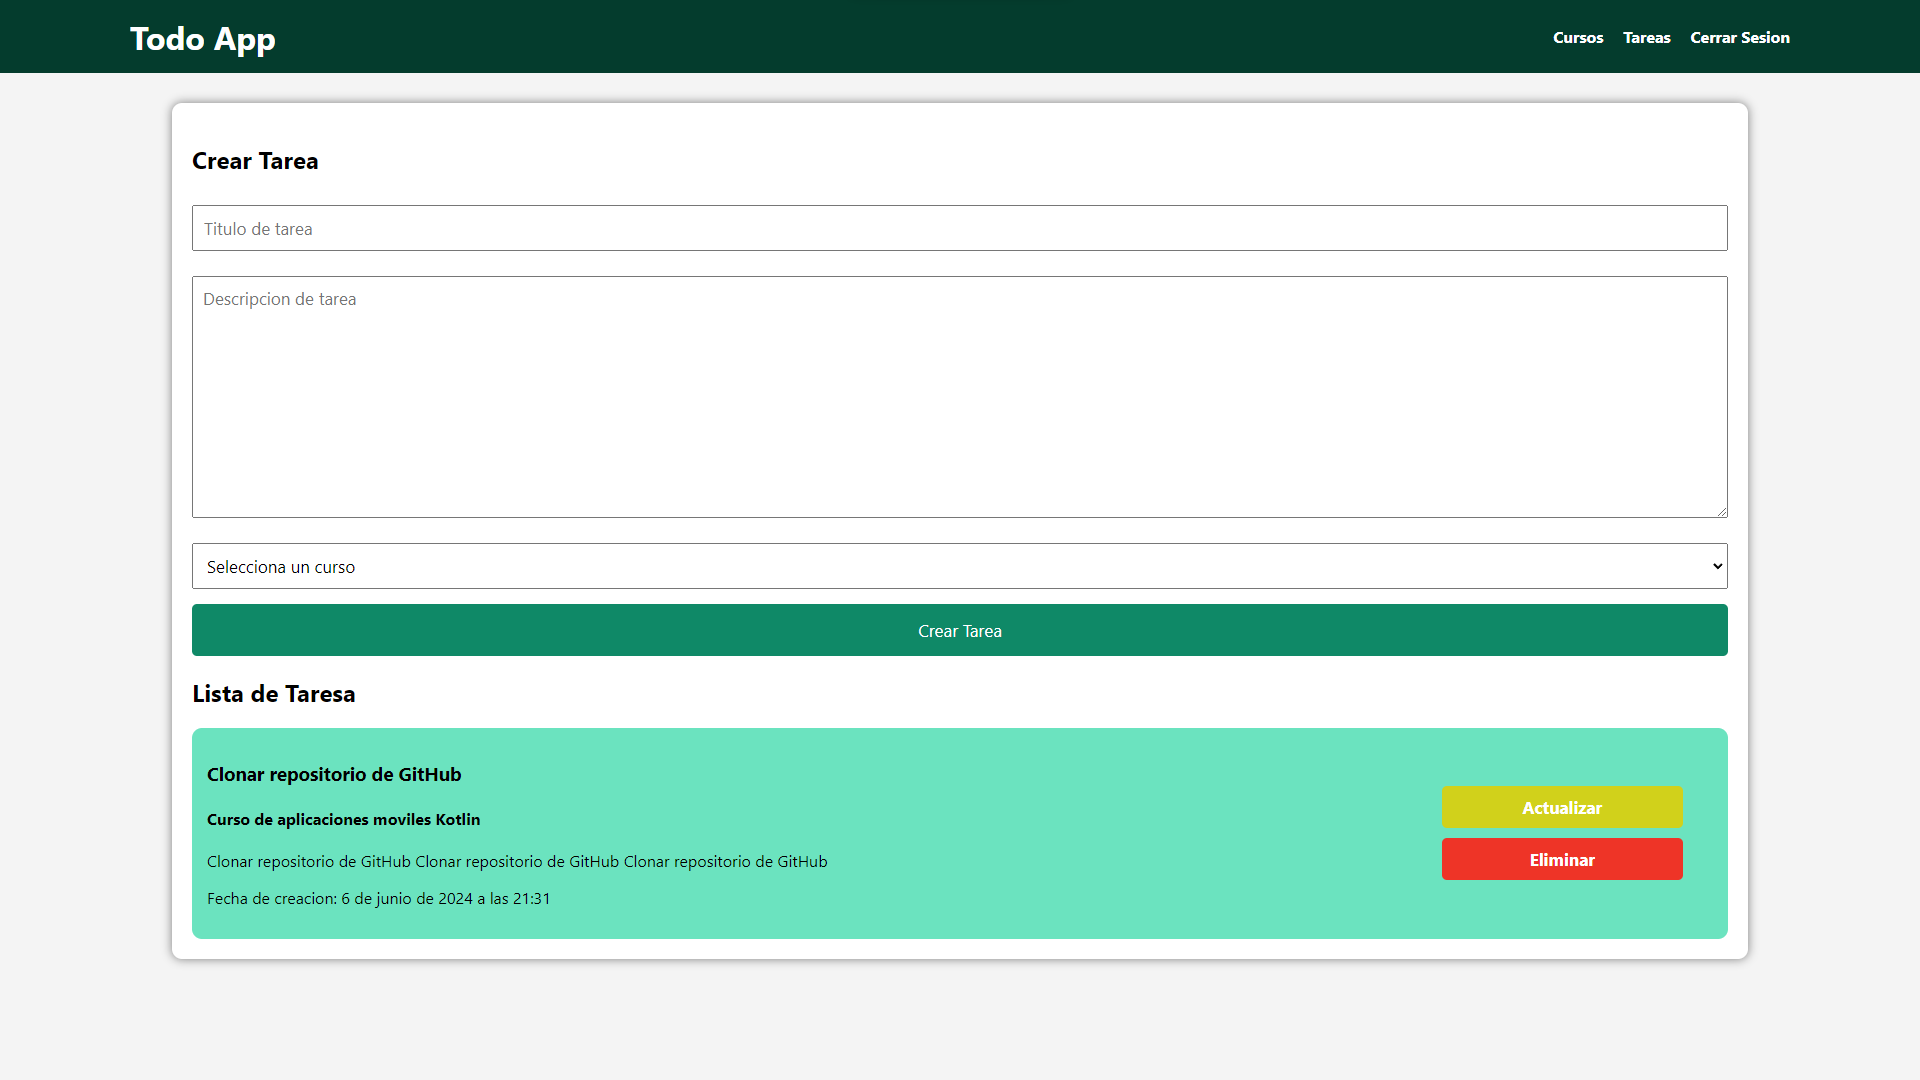 Todo App
Cursos Tareas Cerrar Sesion
Crear Tarea
Titulo de tarea
Descripcion de tarea
Selecciona un curso
Crear Tarea
Lista de Taresa
Clonar repositorio de GitHub
Curso de aplicaciones moviles Kotlin
Clonar repositorio de GitHub Clonar repositorio de GitHub Clonar repositorio de GitHub
Fecha de creacion: 6 de junio de 2024 a las 21:31
Actualizar
Eliminar